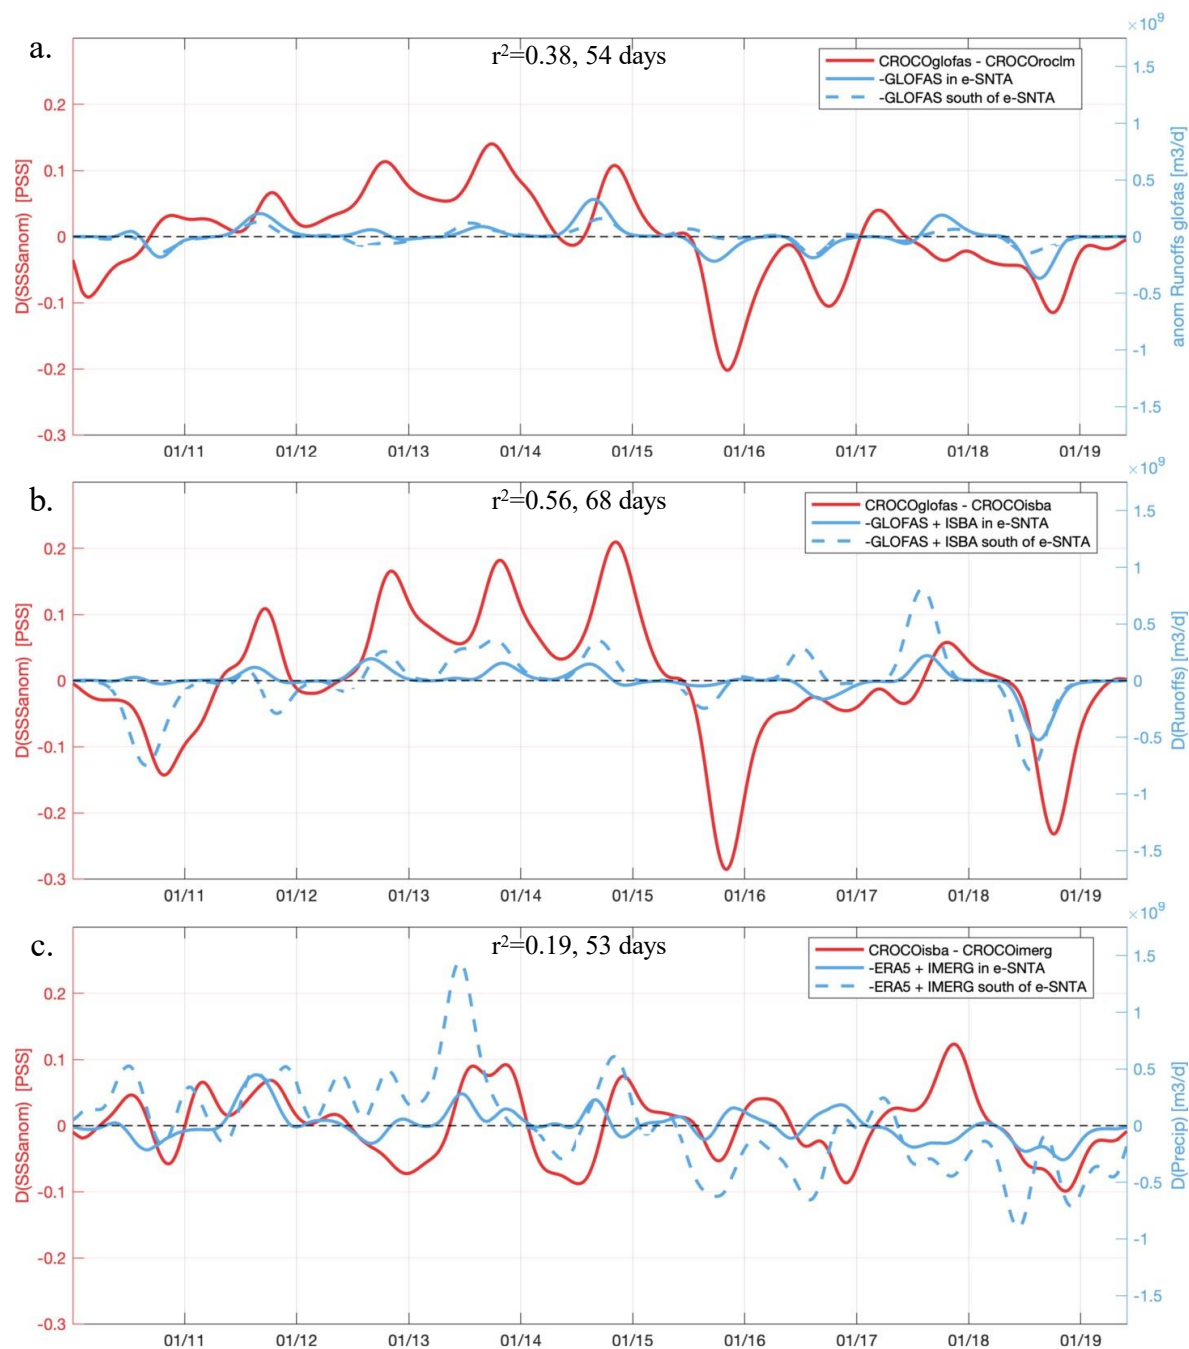 ×10⁹
a.
r²=0.38, 54 days
CROCOglofas - CROCOroclm
-GLOFAS in e-SNTA
-GLOFAS south of e-SNTA
D(SSSanom) [PSS]
0.2
0.1
0
-0.1
-0.2
-0.3
1.5
1
0.5
0
-0.5
-1
-1.5
anom Runoffs glofas [m3/d]
01/11 01/12 01/13 01/14 01/15 01/16 01/17 01/18 01/19
×10⁹
b.
r²=0.56, 68 days
CROCOglofas - CROCOisba
-GLOFAS + ISBA in e-SNTA
-GLOFAS + ISBA south of e-SNTA
D(SSSanom) [PSS]
0.2
0.1
0
-0.1
-0.2
-0.3
1.5
1
0.5
0
-0.5
-1
-1.5
D(Runoffs) [m3/d]
01/11 01/12 01/13 01/14 01/15 01/16 01/17 01/18 01/19
×10⁹
c.
r²=0.19, 53 days
CROCOisba - CROCOimerg
-ERA5 + IMERG in e-SNTA
-ERA5 + IMERG south of e-SNTA
D(SSSanom) [PSS]
0.2
0.1
0
-0.1
-0.2
-0.3
1.5
1
0.5
0
-0.5
-1
-1.5
D(Precip) [m3/d]
01/11 01/12 01/13 01/14 01/15 01/16 01/17 01/18 01/19